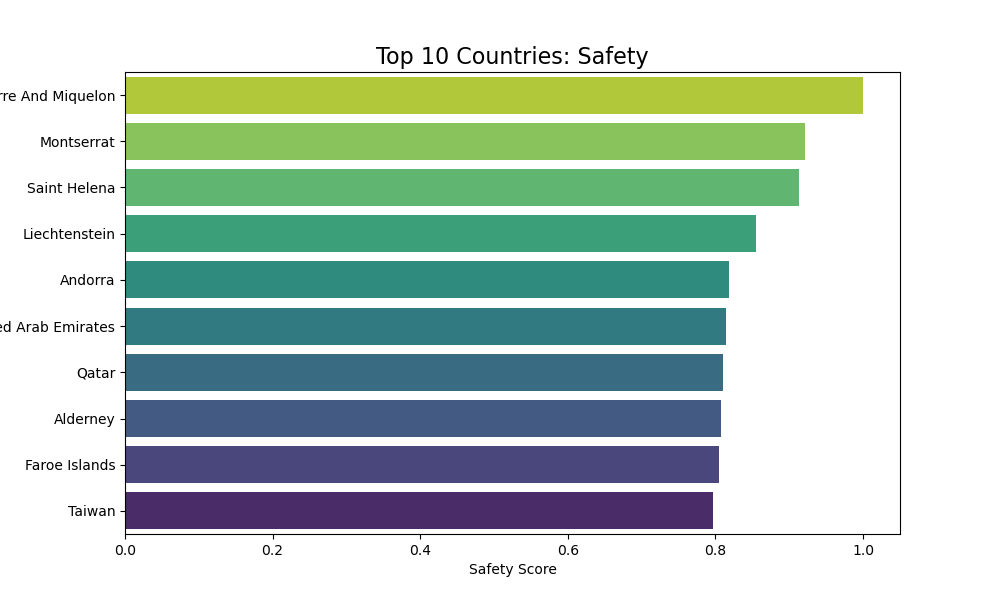 Top 10 Countries: Safety
rre And Miquelon
Montserrat
Saint Helena
Liechtenstein
Andorra
ed Arab Emirates
Qatar
Alderney
Faroe Islands
Taiwan
0.0 0.2 0.4 0.6 0.8 1.0
Safety Score